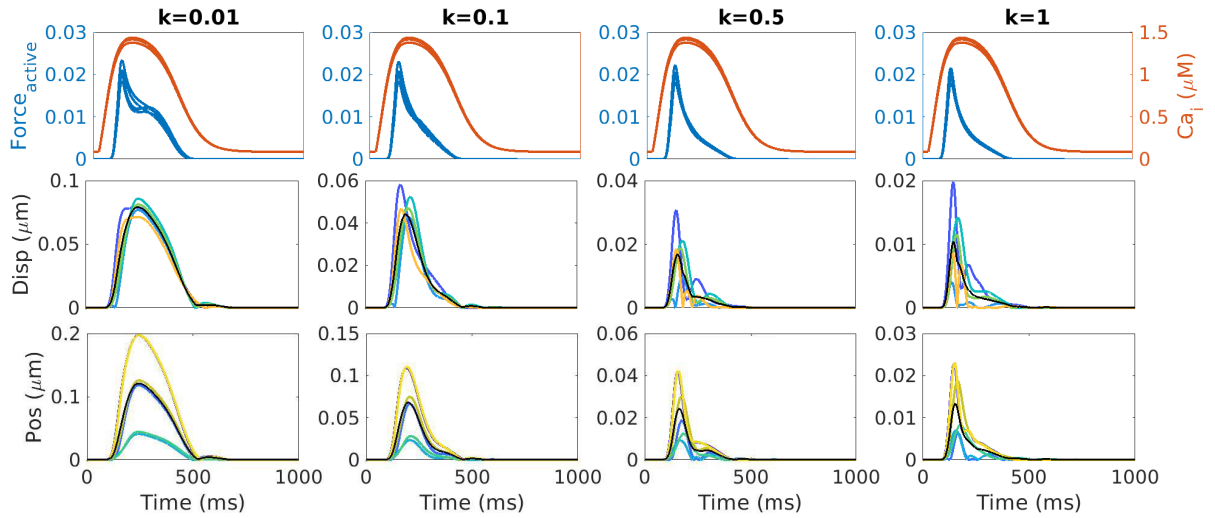 k=0.01 k=0.1 k=0.5 k=1
Force_active
0.03 0.02 0.01 0
0.03 0.02 0.01 0
0.03 0.02 0.01 0
0.03 0.02 0.01 0
1.5 1 0.5 0
Ca_i (μM)
Disp (μm)
0.1 0.05 0
0.06 0.04 0.02 0
0.04 0.02 0
0.02 0.01 0
Pos (μm)
0.2 0.1 0
0.15 0.1 0.05 0
0.06 0.04 0.02 0
0.03 0.02 0.01 0
0 500 1000
0 500 1000
0 500 1000
0 500 1000
Time (ms) Time (ms) Time (ms) Time (ms)